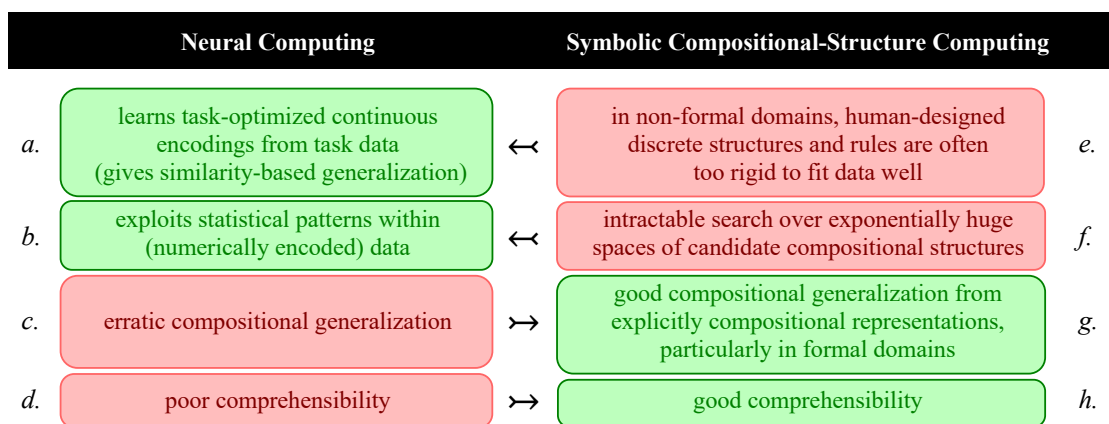 Neural Computing
Symbolic Compositional-Structure Computing
a.
learns task-optimized continuous
encodings from task data
(gives similarity-based generalization)
in non-formal domains, human-designed
discrete structures and rules are often
too rigid to fit data well
e.
b.
exploits statistical patterns within
(numerically encoded) data
intractable search over exponentially huge
spaces of candidate compositional structures
f.
c.
erratic compositional generalization
good compositional generalization from
explicitly compositional representations,
particularly in formal domains
g.
d.
poor comprehensibility
good comprehensibility
h.